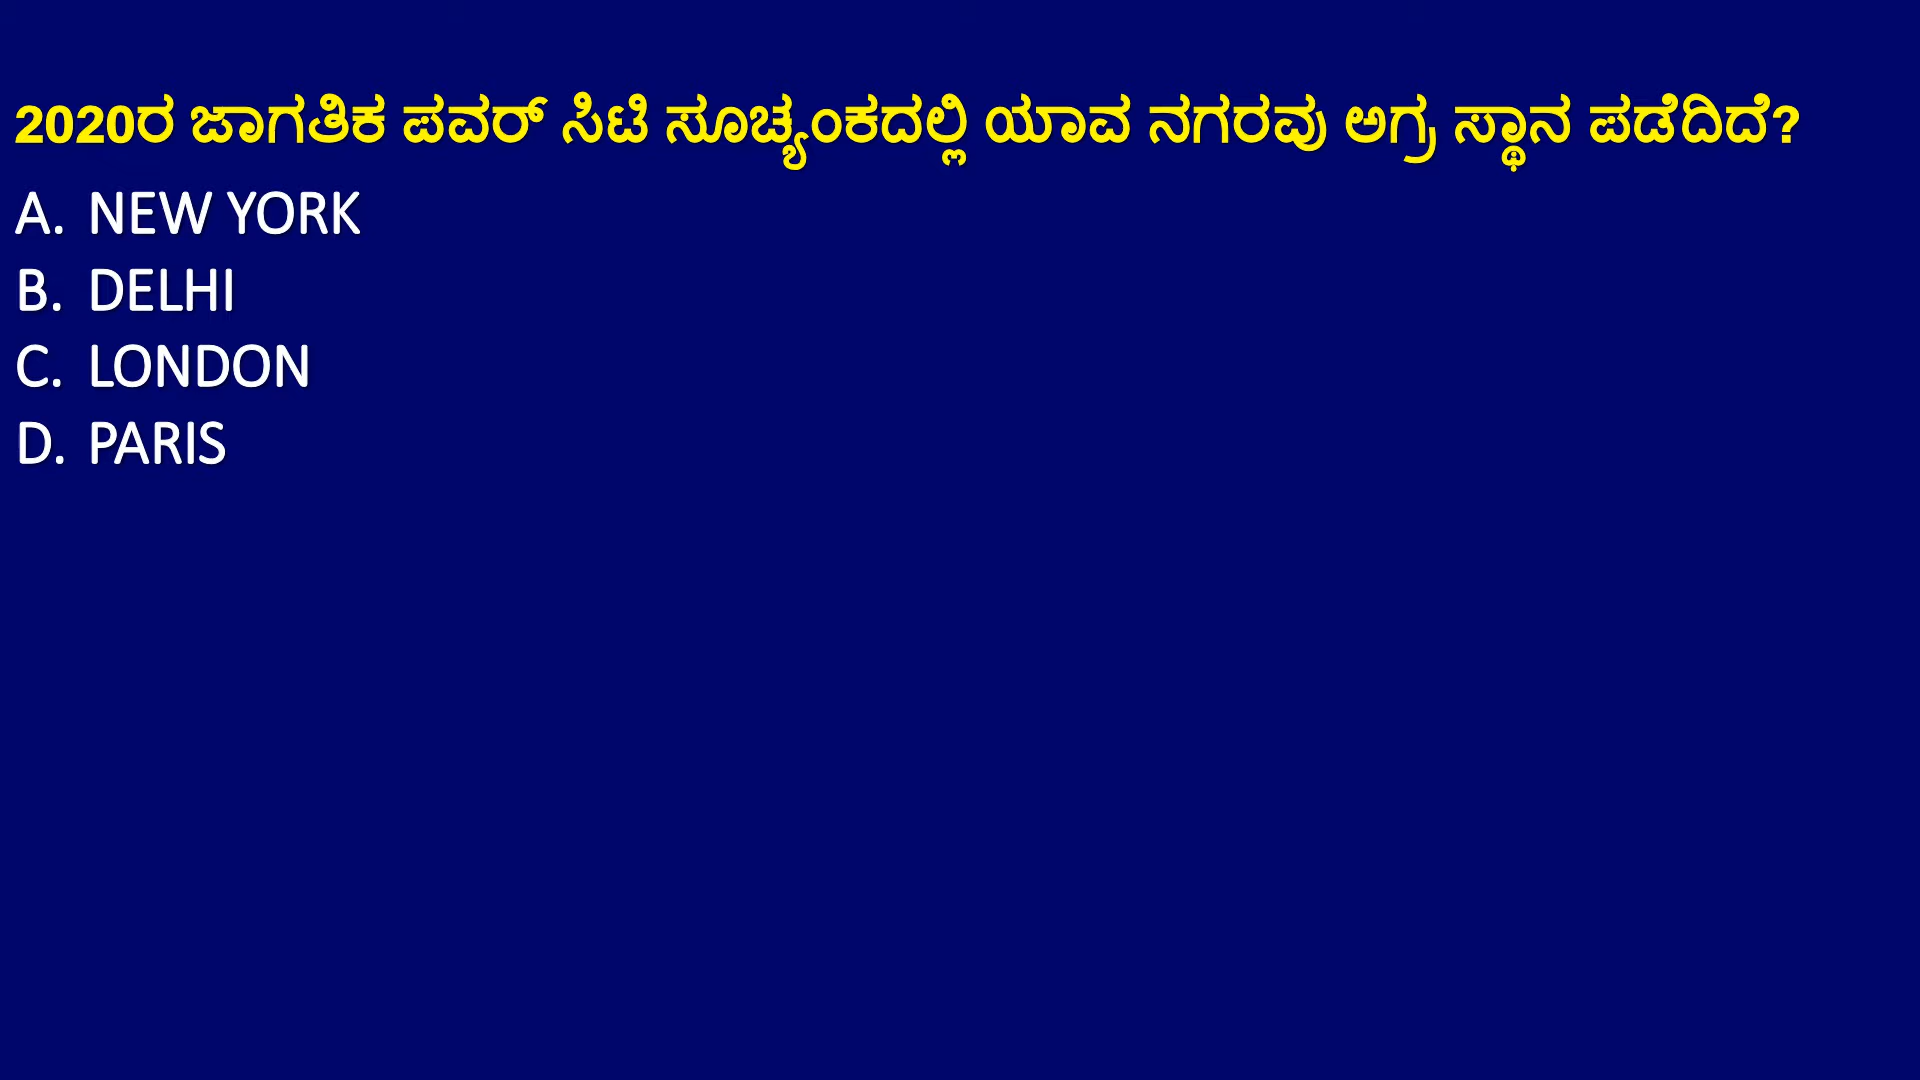 2020ರ ಜಾಗತಿಕ ಪವರ್ ಸಿಟಿ ಸೂಚ್ಯಂಕದಲ್ಲಿ ಯಾವ ನಗರವು ಅಗ್ರ ಸ್ಥಾನ ಪಡೆದಿದೆ?
A. NEW YORK
B. DELHI
C. LONDON
D. PARIS